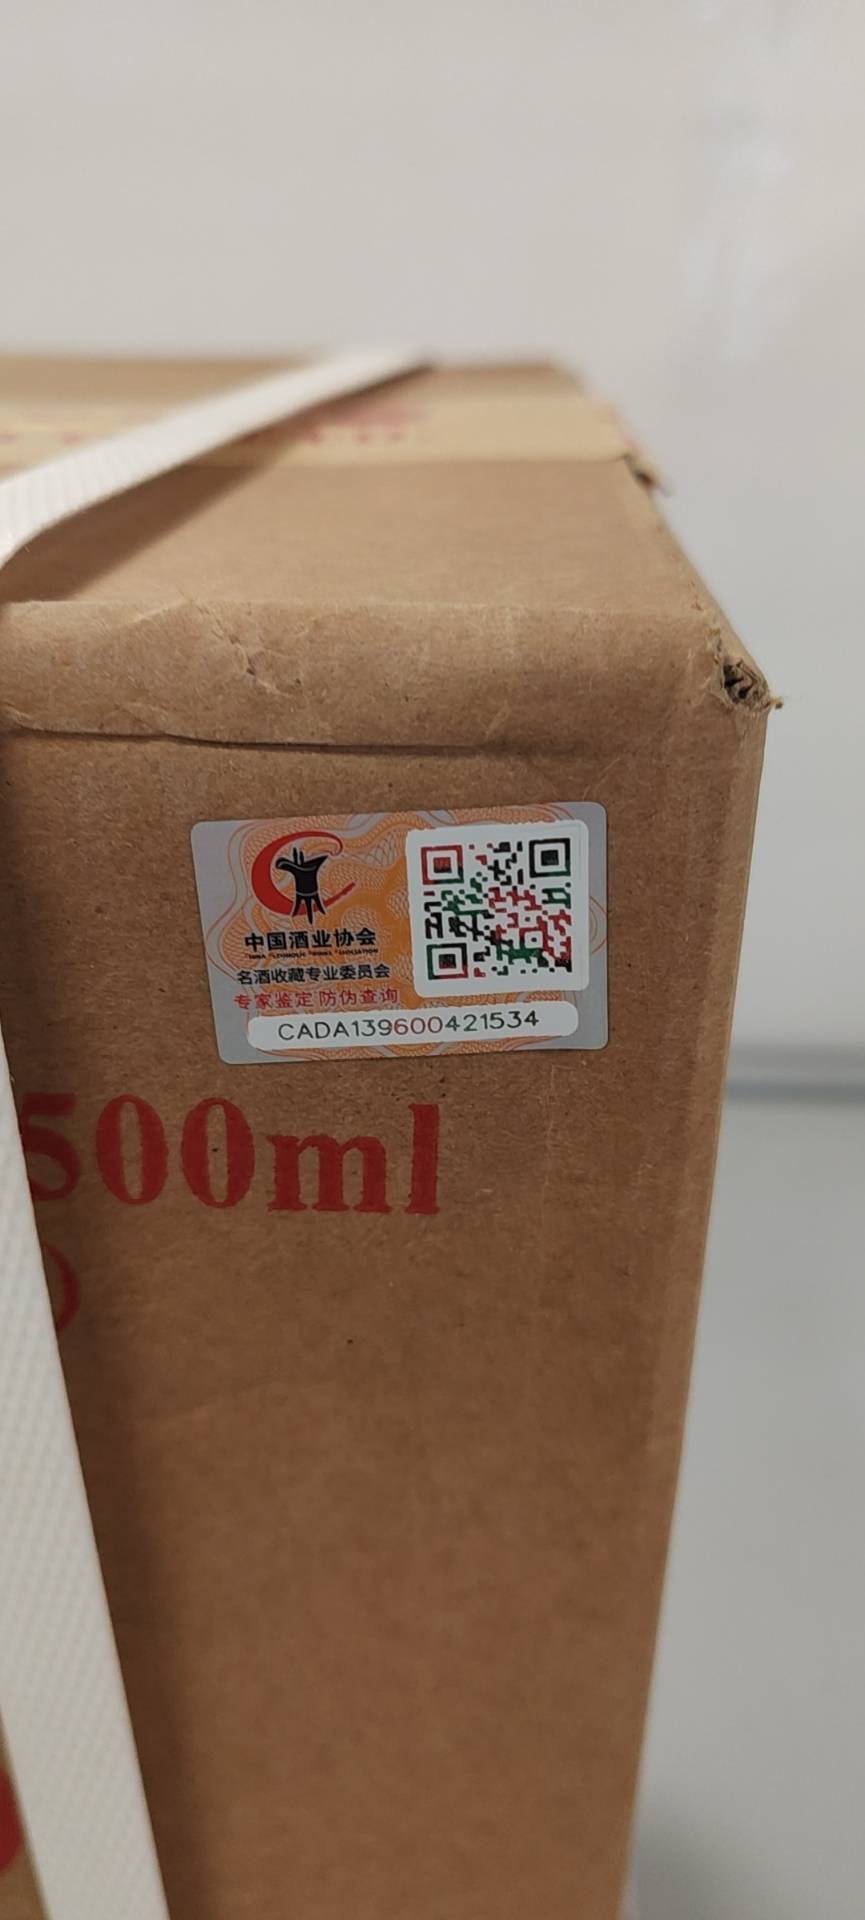 中国酒业协会
名酒收藏专业委员会
专家鉴定 防伪查询
CADA139600421534
500ml